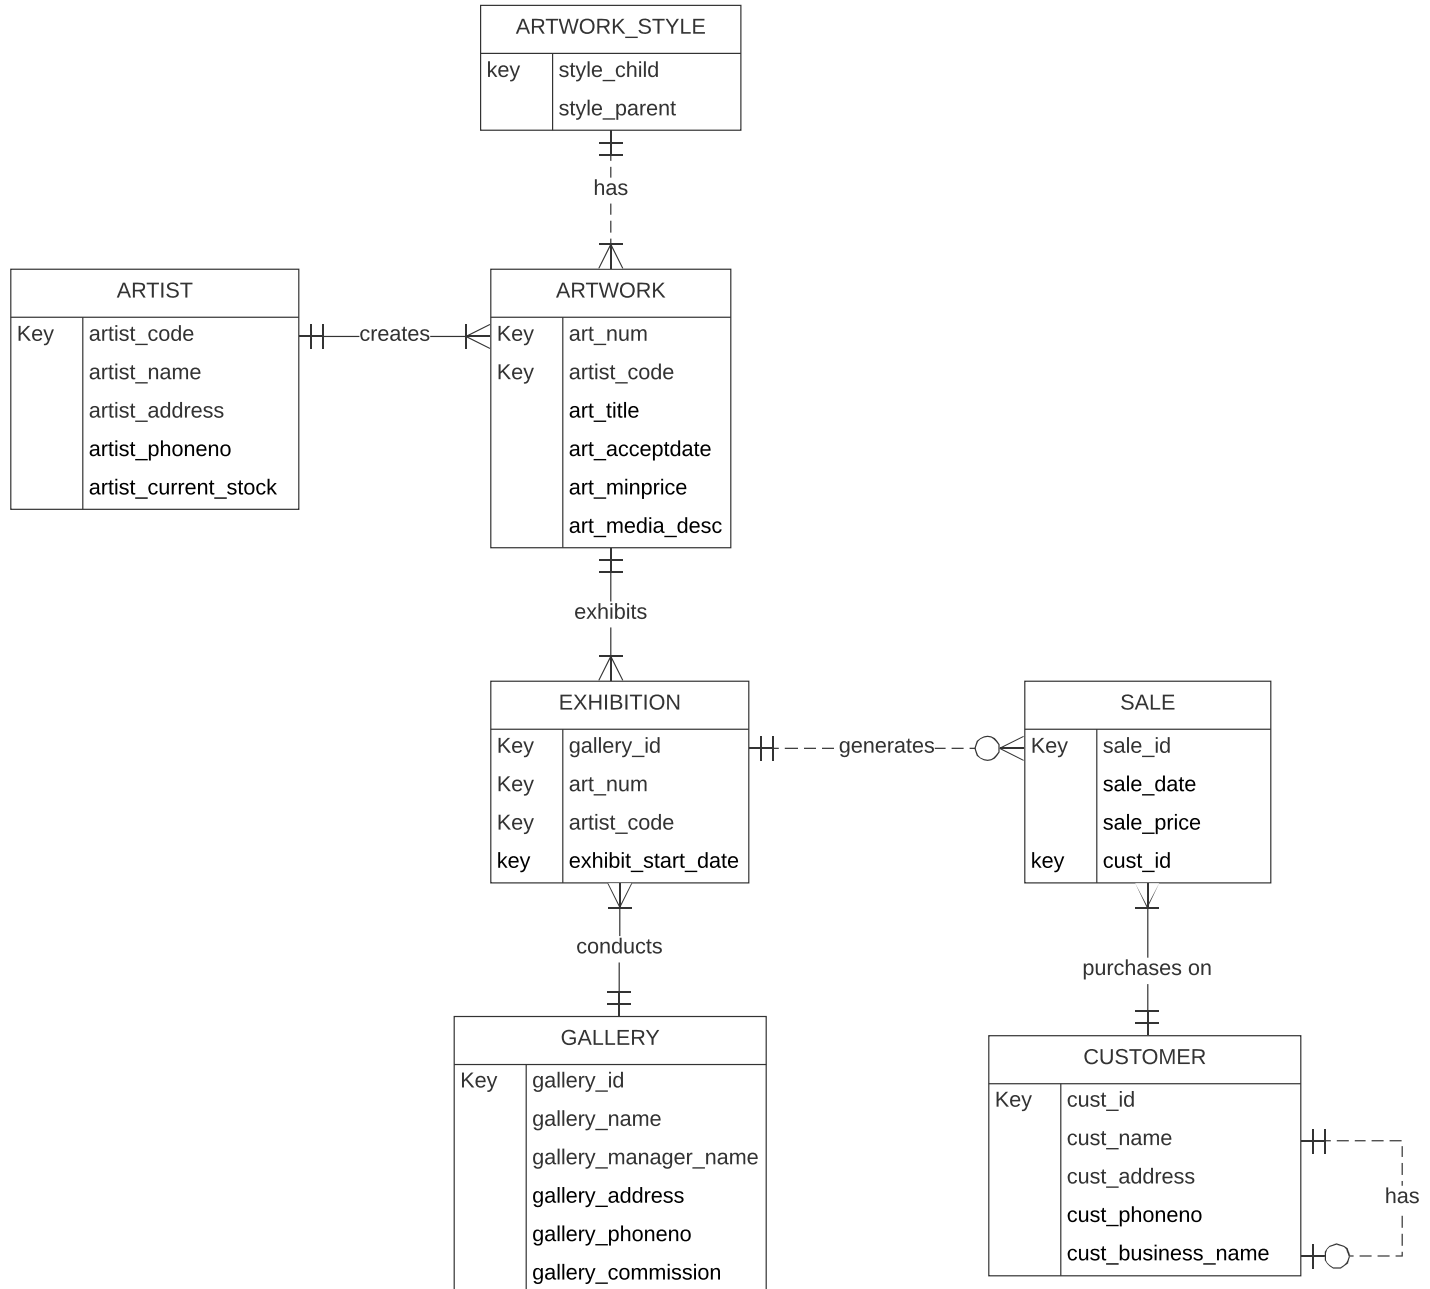 ARTWORK_STYLE
key style_child
style_parent
has
ARTIST
Key artist_code
artist_name
artist_address
artist_phoneno
artist_current_stock
creates
ARTWORK
Key art_num
Key artist_code
art_title
art_acceptdate
art_minprice
art_media_desc
exhibits
EXHIBITION
Key gallery_id
Key art_num
Key artist_code
key exhibit_start_date
generates
SALE
Key sale_id
sale_date
sale_price
key cust_id
conducts
purchases on
GALLERY
Key gallery_id
gallery_name
gallery_manager_name
gallery_address
gallery_phoneno
gallery_commission
CUSTOMER
Key cust_id
cust_name
cust_address
cust_phoneno
cust_business_name
has